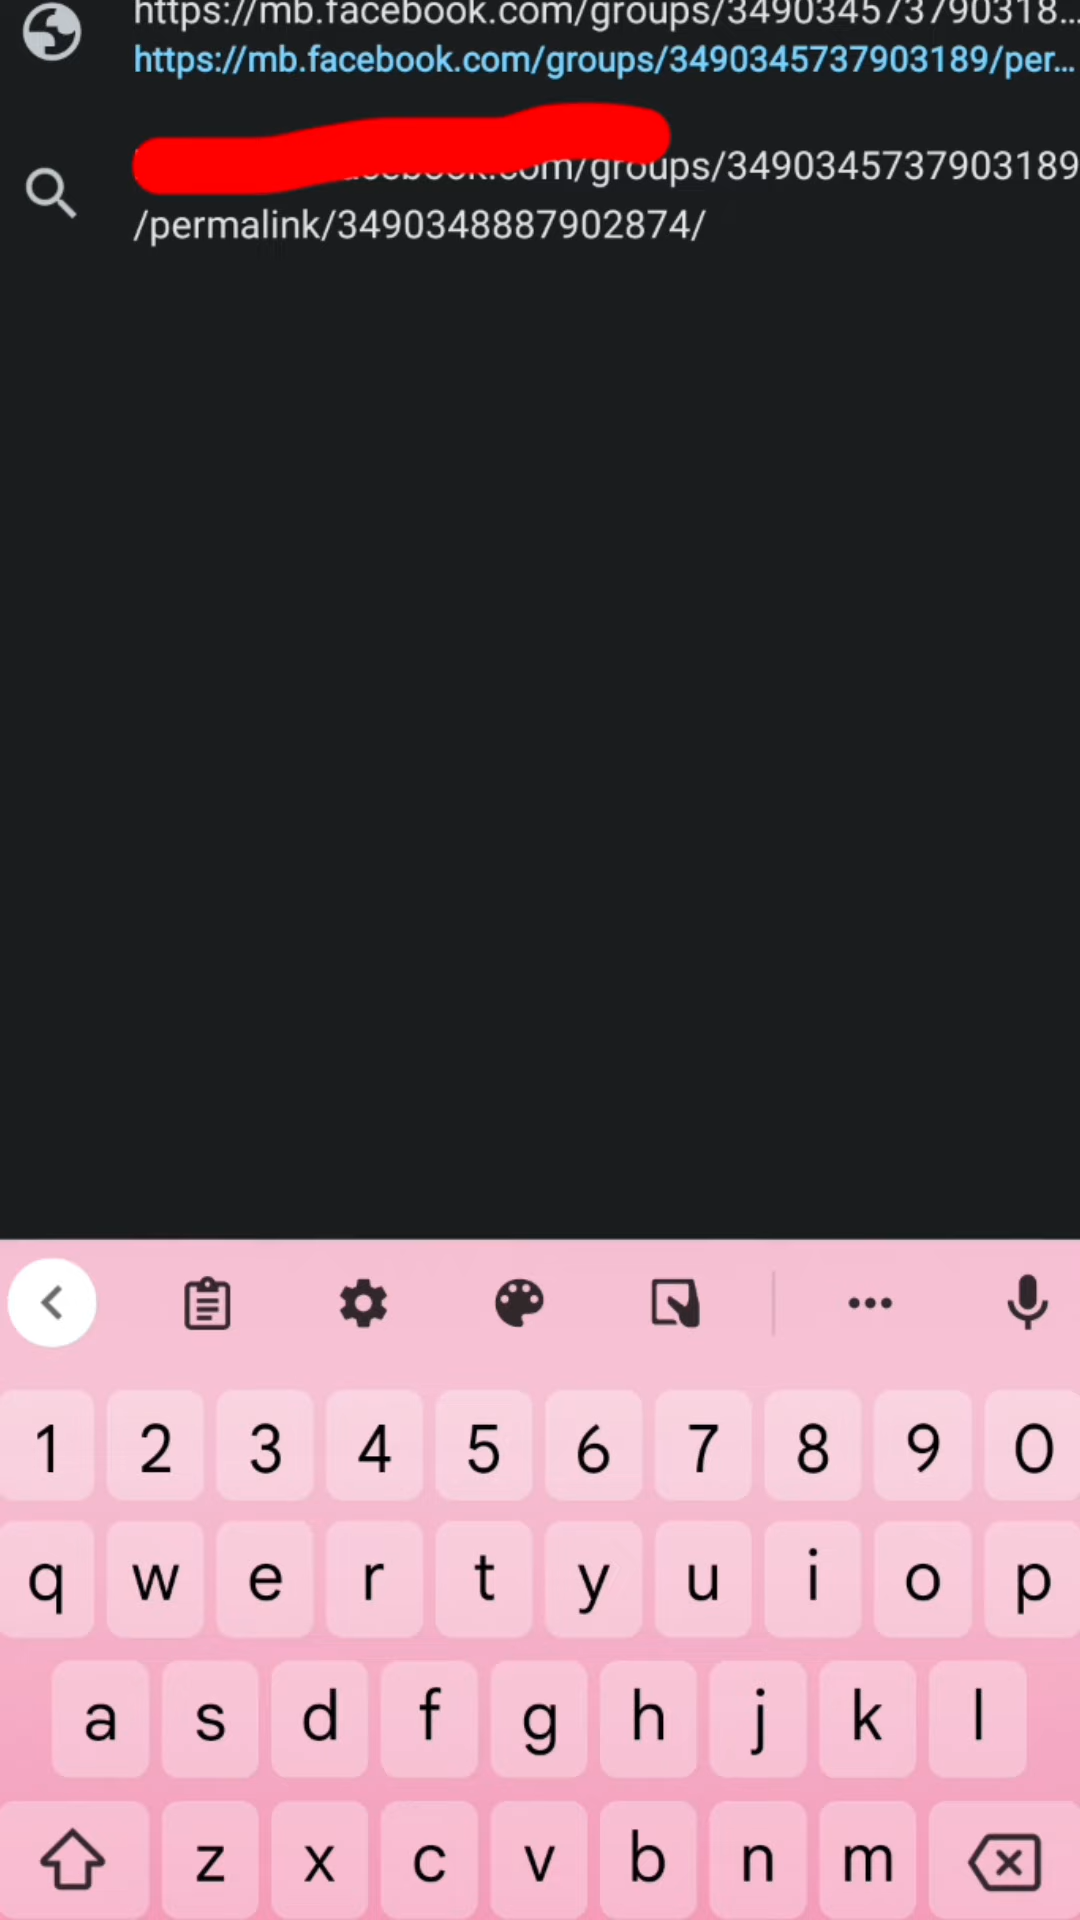 https://mb.facebook.com/groups/349034573790318...
https://mb.facebook.com/groups/3490345737903189/per...
facebook.com/groups/3490345737903189
/permalink/3490348887902874/
1 2 3 4 5 6 7 8 9 0
q w e r t y u i o p
a s d f g h j k l
z x c v b n m